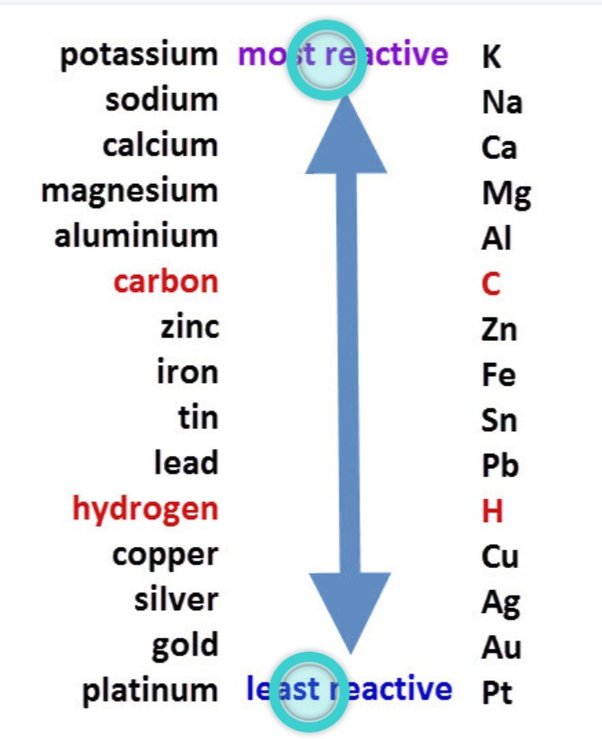 potassium most reactive K
sodium Na
calcium Ca
magnesium Mg
aluminium Al
carbon C
zinc Zn
iron Fe
tin Sn
lead Pb
hydrogen H
copper Cu
silver Ag
gold Au
platinum least reactive Pt